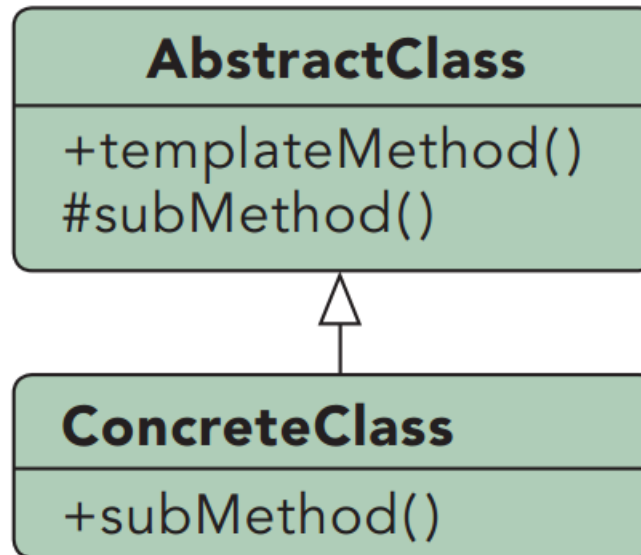 AbstractClass
+templateMethod()
#subMethod()
ConcreteClass
+subMethod()